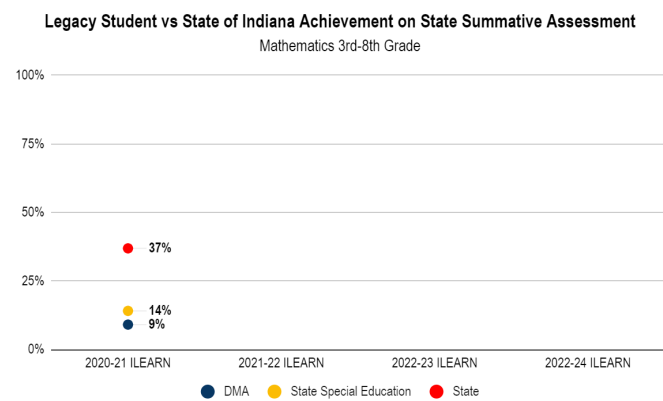 Legacy Student vs State of Indiana Achievement on State Summative Assessment
Mathematics 3rd-8th Grade
100%
75%
50%
25%
0%
37%
14%
9%
2020-21 ILEARN 2021-22 ILEARN 2022-23 ILEARN 2022-24 ILEARN
DMA State Special Education State